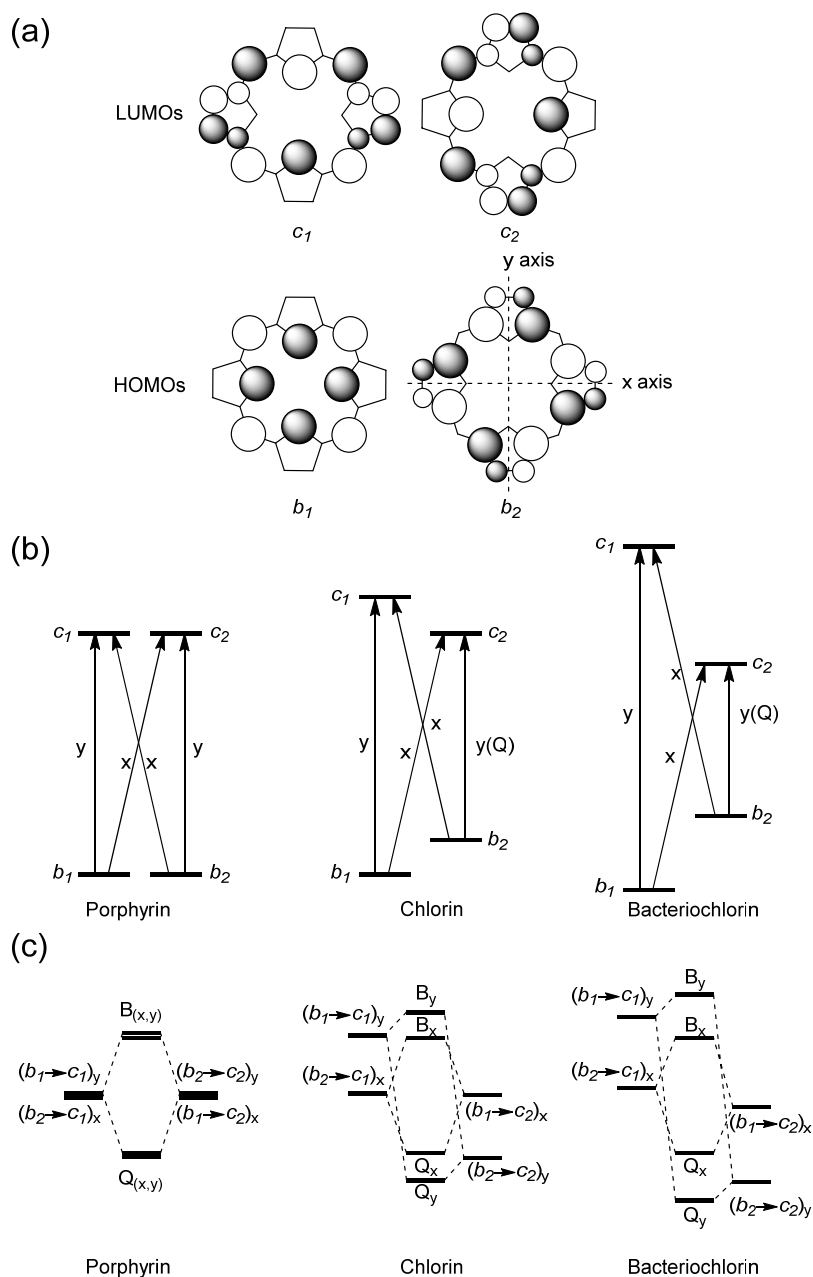 (a)
LUMOs
c1 c2
y axis
HOMOs x axis
b1 b2
(b)
c1 c2 c1 c2 c1 c2
y x x y y x x y(Q) y x x y(Q)
b1 b2 b1 b2 b1 b2
Porphyrin Chlorin Bacteriochlorin
(c)
B(x,y) By Bx By Bx
(b1→c1)y (b2→c2)y (b1→c1)y (b1→c1)y
(b2→c1)x (b1→c2)x (b2→c1)x (b1→c2)x (b2→c1)x (b1→c2)x
Q(x,y) Qx Qy (b2→c2)y Qx Qy (b2→c2)y
Porphyrin Chlorin Bacteriochlorin